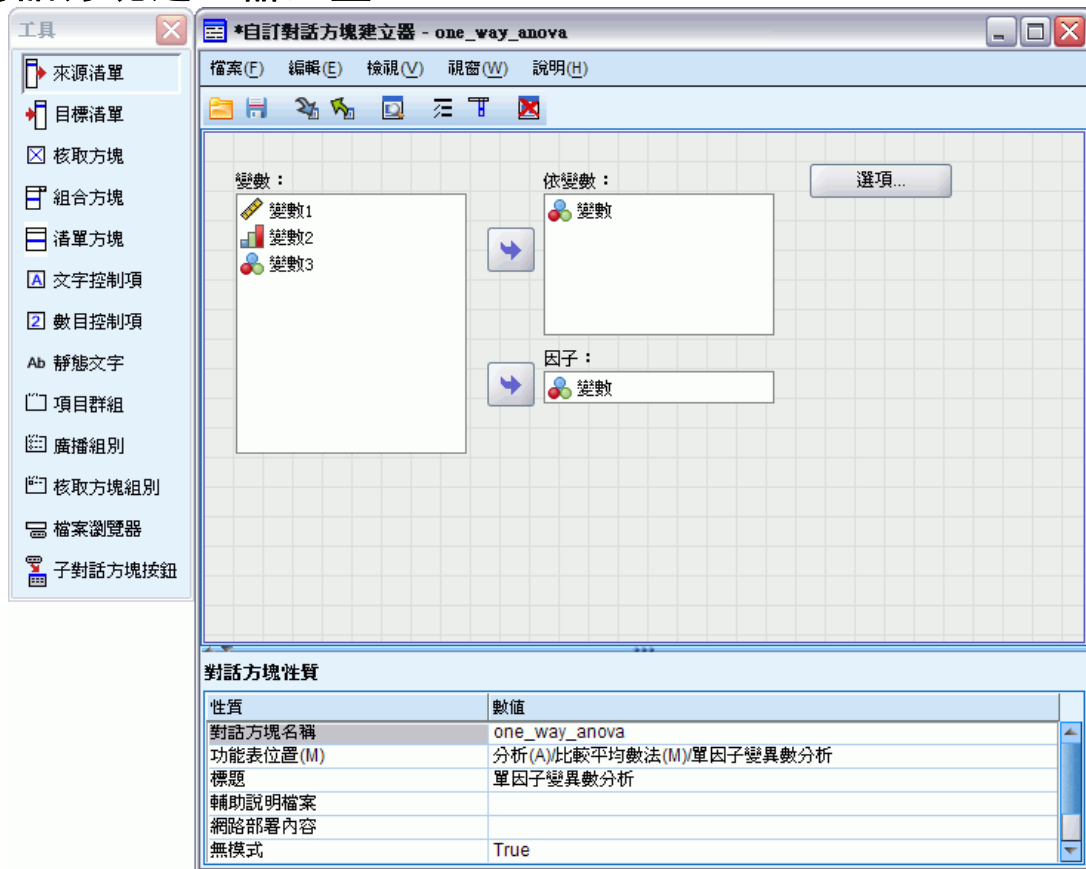 工具
來源清單
目標清單
核取方塊
組合方塊
清單方塊
文字控制項
數目控制項
Ab 靜態文字
項目群組
廣播組別
核取方塊組別
檔案瀏覽器
子對話方塊按鈕
*自訂對話方塊建立器 - one_way_anova
檔案(F) 編輯(E) 檢視(V) 視窗(W) 說明(H)
變數：
變數1
變數2
變數3
依變數：
變數
因子：
變數
選項...
對話方塊性質
性質 數值
對話方塊名稱 one_way_anova
功能表位置(M) 分析(A)/比較平均數法(M)/單因子變異數分析
標題 單因子變異數分析
輔助說明檔案
網路部署內容
無模式 True